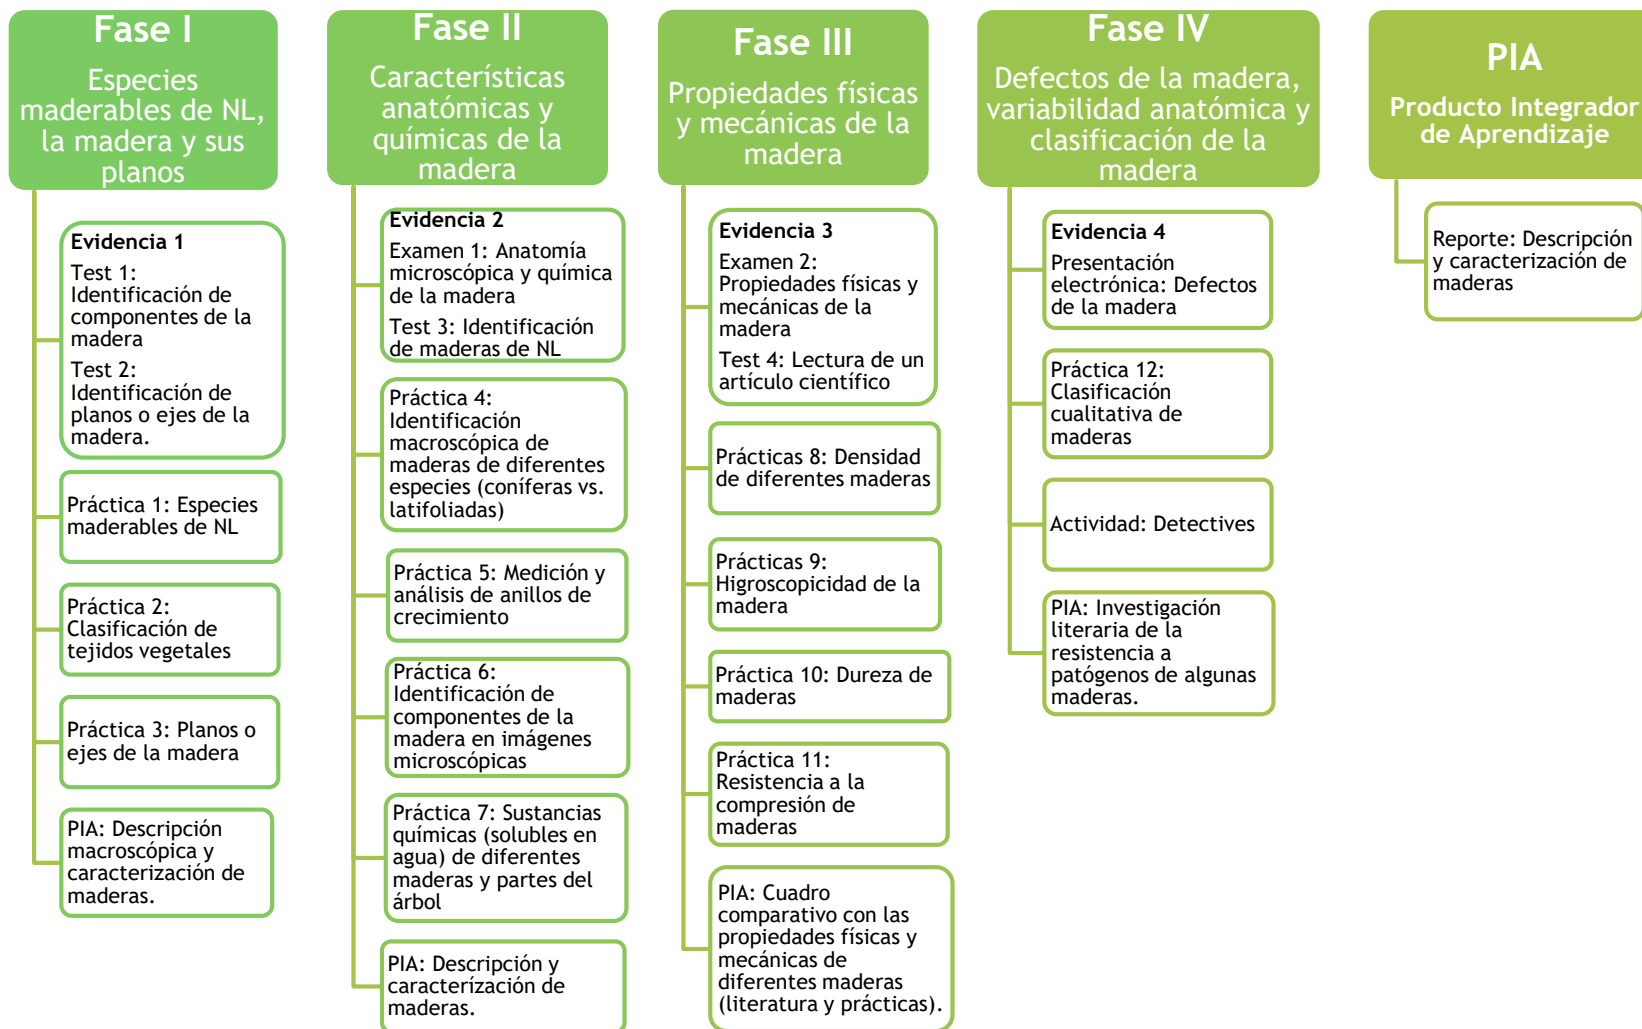 Fase I
Especies
maderables de NL,
la madera y sus
planos
Evidencia 1
Test 1:
Identificación de
componentes de la
madera
Test 2:
Identificación de
planos o ejes de la
madera.
Práctica 1: Especies
maderables de NL
Práctica 2:
Clasificación de
tejidos vegetales
Práctica 3: Planos o
ejes de la madera
PIA: Descripción
macroscópica y
caracterización de
maderas.
Fase II
Características
anatómicas y
químicas de la
madera
Evidencia 2
Examen 1: Anatomía
microscópica y química
de la madera
Test 3: Identificación
de maderas de NL
Práctica 4:
Identificación
macroscópica de
maderas de diferentes
especies (coníferas vs.
latifoliadas)
Práctica 5: Medición y
análisis de anillos de
crecimiento
Práctica 6:
Identificación de
componentes de la
madera en imágenes
microscópicas
Práctica 7: Sustancias
químicas (solubles en
agua) de diferentes
maderas y partes del
árbol
PIA: Descripción y
caracterízación de
maderas.
Fase III
Propiedades físicas
y mecánicas de la
madera
Evidencia 3
Examen 2:
Propiedades físicas y
mecánicas de la
madera
Test 4: Lectura de un
artículo científico
Prácticas 8: Densidad
de diferentes maderas
Prácticas 9:
Higroscopicidad de la
madera
Práctica 10: Dureza de
maderas
Práctica 11:
Resistencia a la
compresión de
maderas
PIA: Cuadro
comparativo con las
propiedades físicas y
mecánicas de
diferentes maderas
(literatura y prácticas).
Fase IV
Defectos de la madera,
variabilidad anatómica y
clasificación de la
madera
Evidencia 4
Presentación
electrónica: Defectos
de la madera
Práctica 12:
Clasificación
cualitativa de
maderas
Actividad: Detectives
PIA: Investigación
literaria de la
resistencia a
patógenos de algunas
maderas.
PIA
Producto Integrador
de Aprendizaje
Reporte: Descripción
y caracterización de
maderas